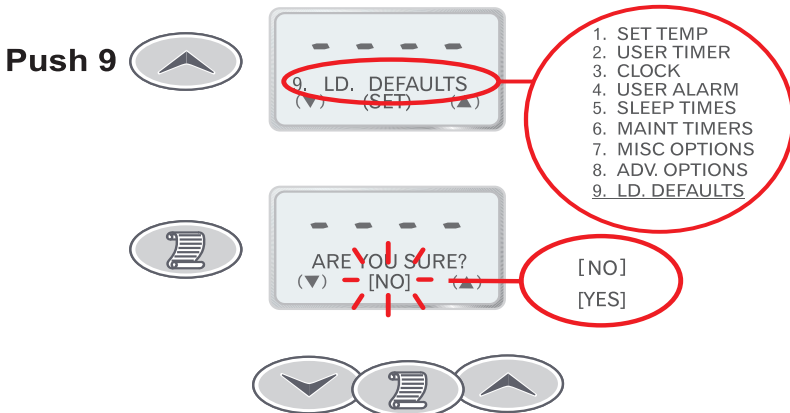 Push 9
- - - -
9. LD. DEFAULTS
(▼) (SET) (▲)
1. SET TEMP
2. USER TIMER
3. CLOCK
4. USER ALARM
5. SLEEP TIMES
6. MAINT TIMERS
7. MISC OPTIONS
8. ADV. OPTIONS
9. LD. DEFAULTS
- - - -
ARE YOU SURE?
(▼) [NO] (▲)
[NO]
[YES]